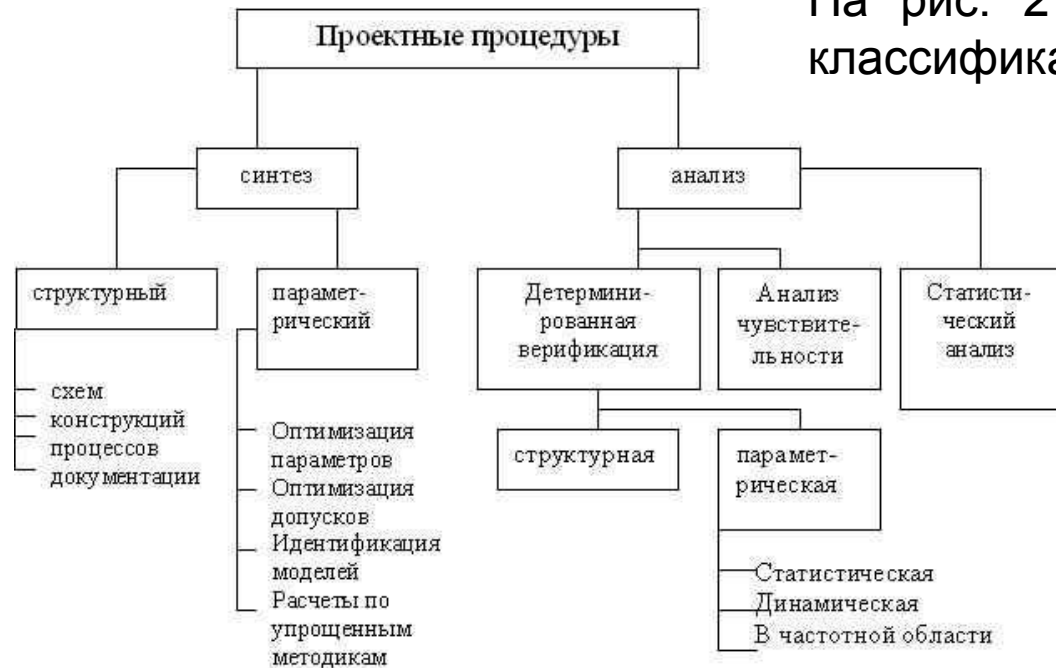 На рис. 2
классифика
Проектные процедуры
синтез
анализ
структурный
парамет-
рический
Детермини-
рованная
верификация
Анализ
чувствите-
льности
Статисти-
ческий
анализ
схем
конструкций
процессов
документации
Оптимизация
параметров
Оптимизация
допусков
Идентификация
моделей
Расчеты по
упрощенным
методикам
структурная
парамет-
рическая
Статистическая
Динамическая
В частотной области